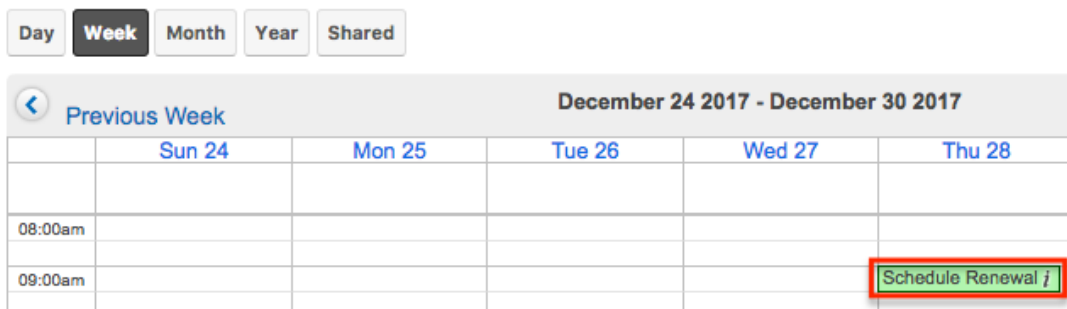 Day Week Month Year Shared
Previous Week December 24 2017 - December 30 2017
Sun 24 Mon 25 Tue 26 Wed 27 Thu 28
08:00am
09:00am Schedule Renewal i